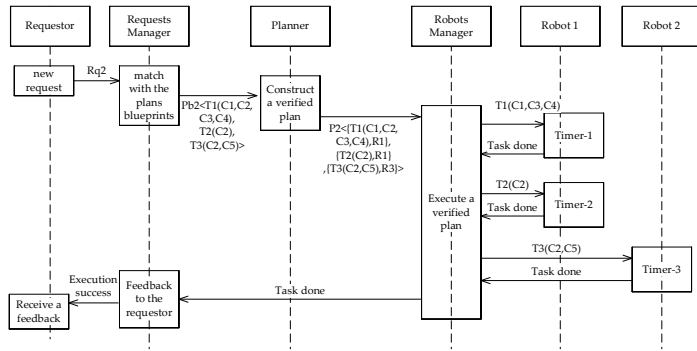 Requestor
Requests
Manager
Planner
Robots
Manager
Robot 1
Robot 2
new
request
Rq2
match
with the
plans
blueprints
Pb2<T1(C1,C2,
C3,C4),
T2(C2),
T3(C2,C5)>
Construct
a verified
plan
P2<{T1(C1,C2,
C3,C4),R1}
,{T2(C2),R1}
,{T3(C2,C5),R3}>
Execute a
verified
plan
T1(C1,C3,C4)
Task done
Timer-1
T2(C2)
Task done
Timer-2
T3(C2,C5)
Task done
Timer-3
Task done
Feedback
to the
requestor
Execution
success
Receive a
feedback